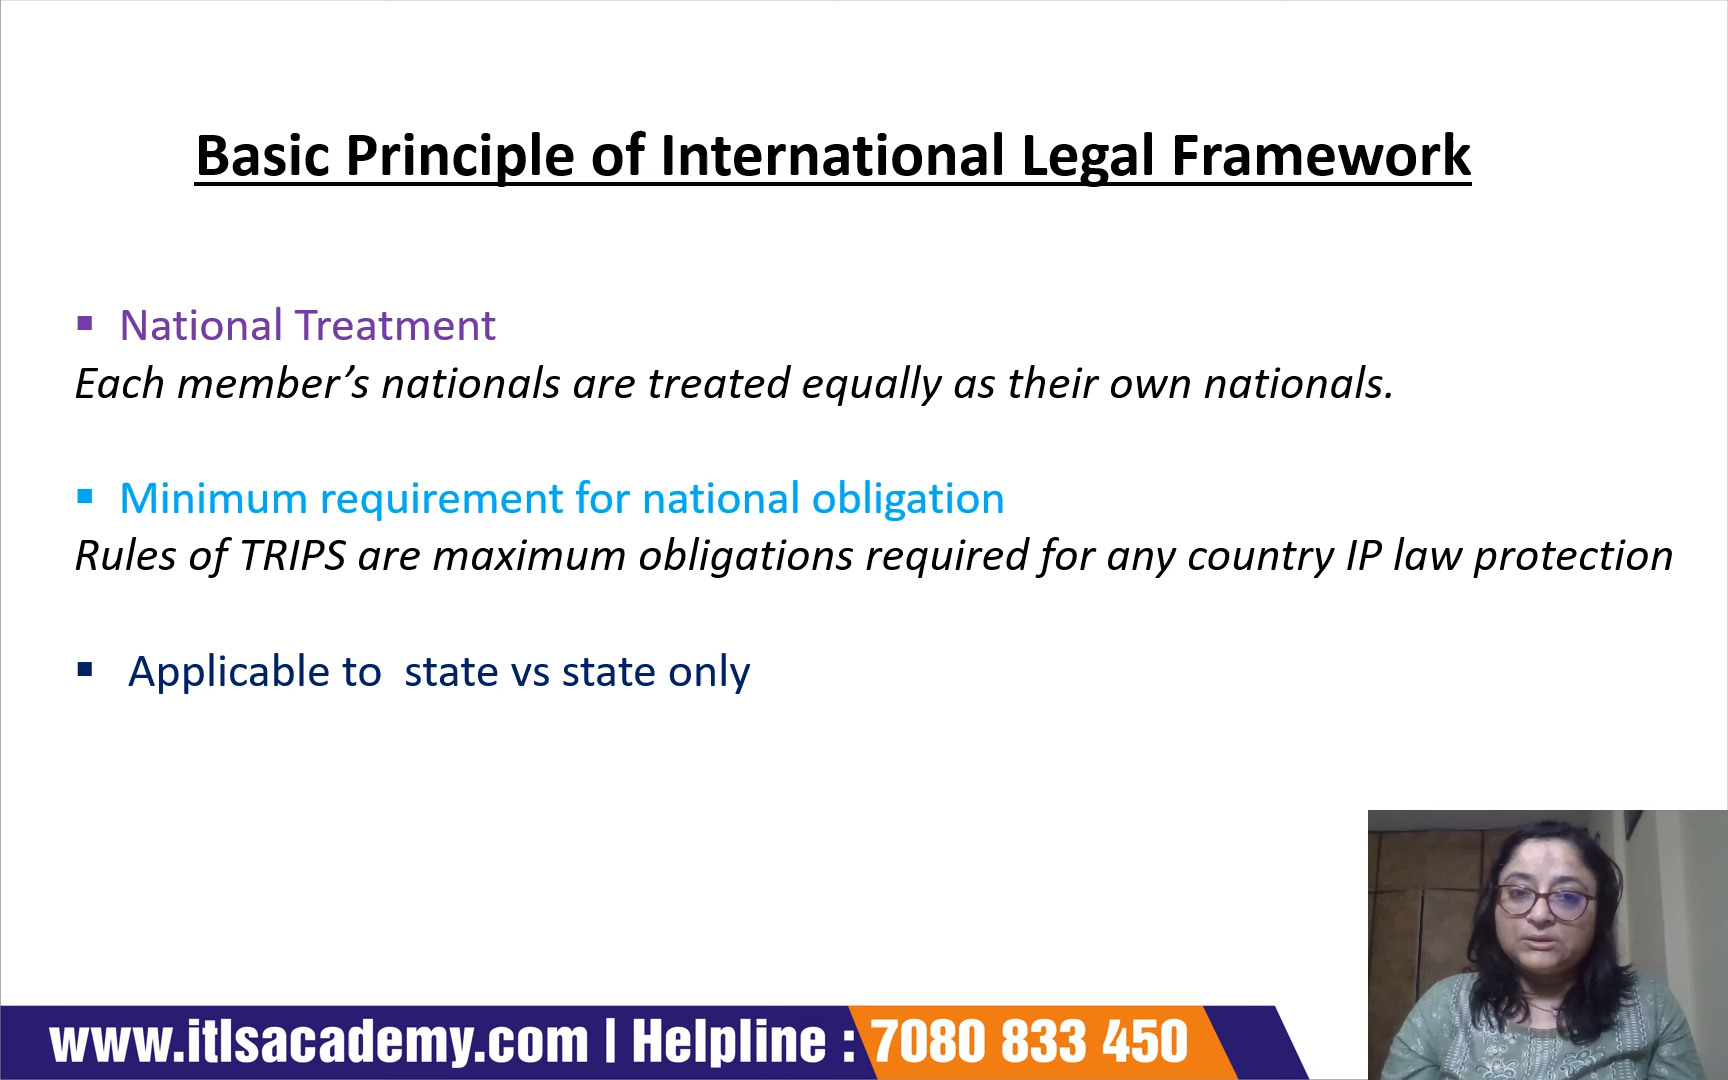 Basic Principle of International Legal Framework
▪ National Treatment
Each member’s nationals are treated equally as their own nationals.
▪ Minimum requirement for national obligation
Rules of TRIPS are maximum obligations required for any country IP law protection
▪ Applicable to  state vs state only
www.itlsacademy.com | Helpline : 7080 833 450